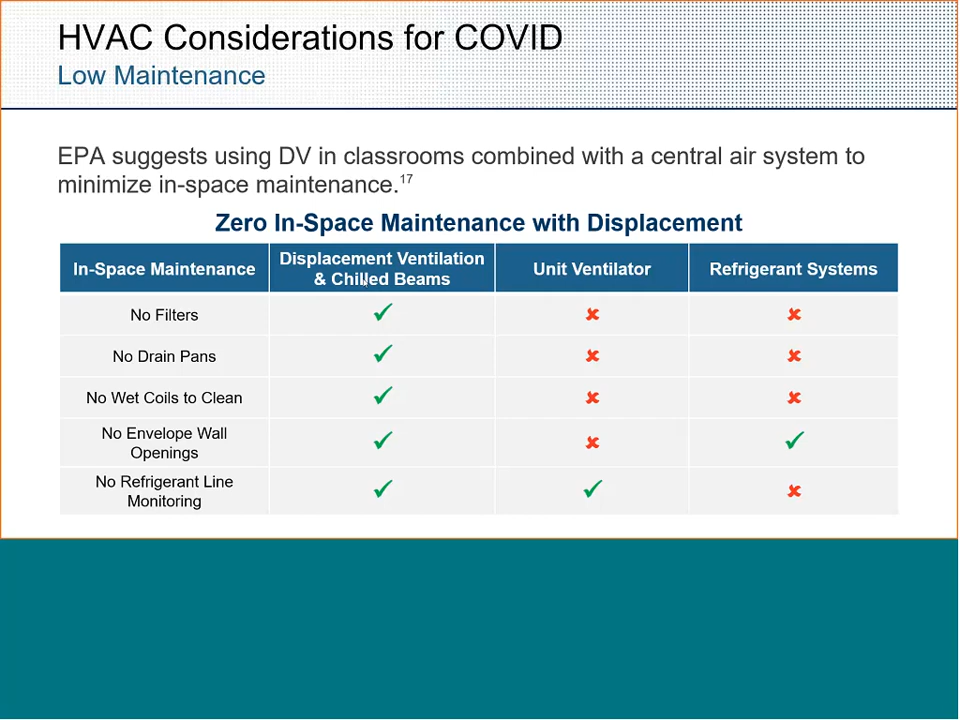 HVAC Considerations for COVID
Low Maintenance
EPA suggests using DV in classrooms combined with a central air system to
minimize in-space maintenance.17
Zero In-Space Maintenance with Displacement
In-Space Maintenance
Displacement Ventilation
& Chilled Beams
Unit Ventilator
Refrigerant Systems
No Filters
✓
✘
✘
No Drain Pans
✓
✘
✘
No Wet Coils to Clean
✓
✘
✘
No Envelope Wall
Openings
✓
✘
✓
No Refrigerant Line
Monitoring
✓
✓
✘